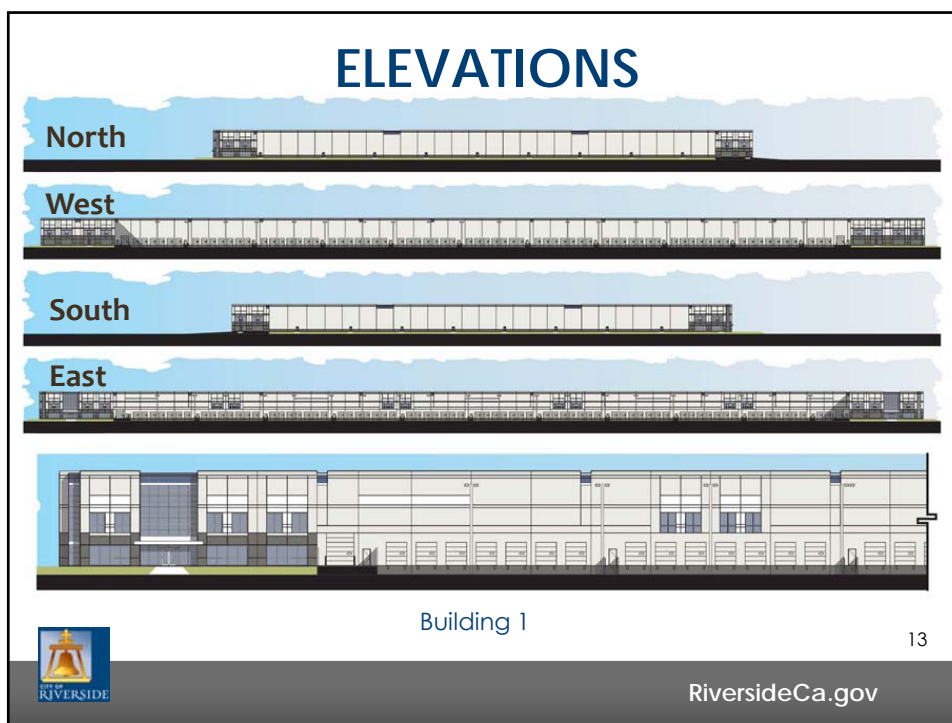 ELEVATIONS
North
West
South
East
Building 1
13
CITY OF
RIVERSIDE
RiversideCa.gov